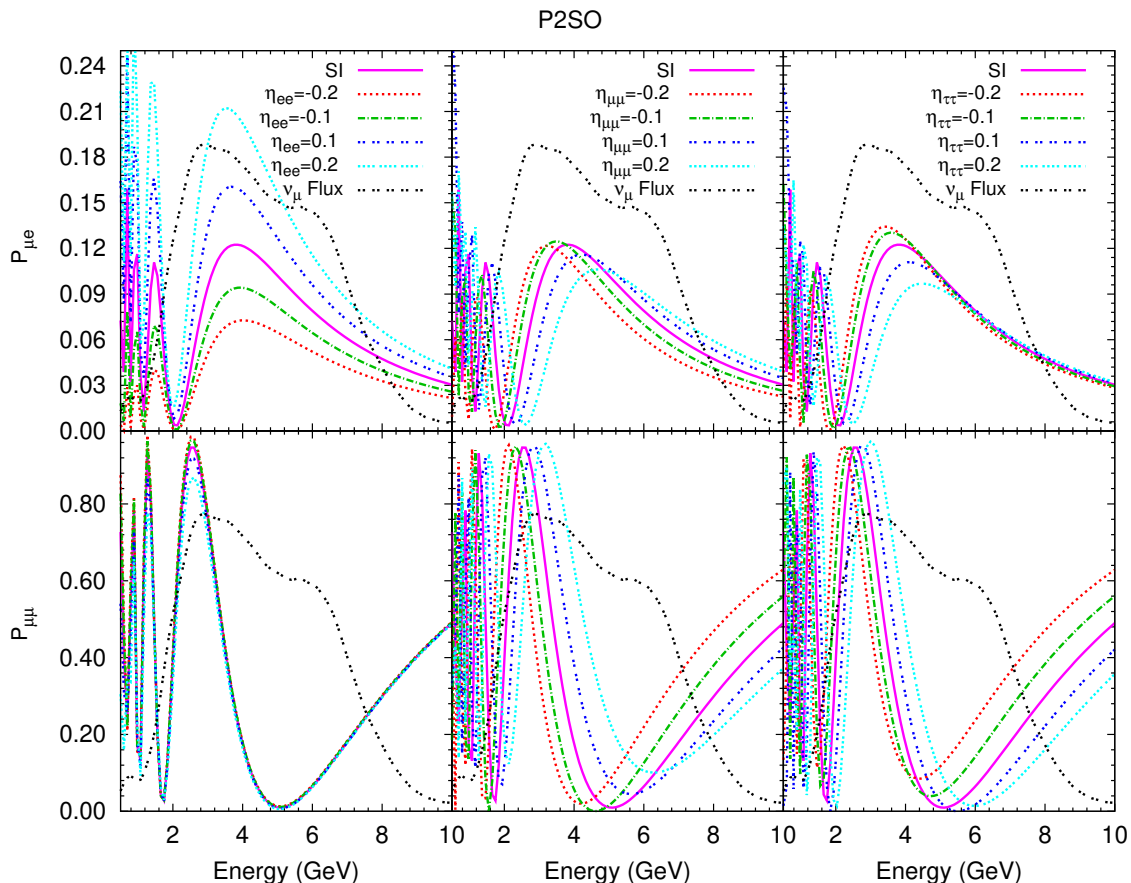 P2SO
P_μe
0.24
0.21
0.18
0.15
0.12
0.09
0.06
0.03
0.00
SI
η_ee=-0.2
η_ee=-0.1
η_ee=0.1
η_ee=0.2
ν_μ Flux
SI
η_μμ=-0.2
η_μμ=-0.1
η_μμ=0.1
η_μμ=0.2
ν_μ Flux
SI
η_ττ=-0.2
η_ττ=-0.1
η_ττ=0.1
η_ττ=0.2
ν_μ Flux
P_μμ
0.80
0.60
0.40
0.20
0.00
2 4 6 8 10 2 4 6 8 10 2 4 6 8 10
Energy (GeV) Energy (GeV) Energy (GeV)